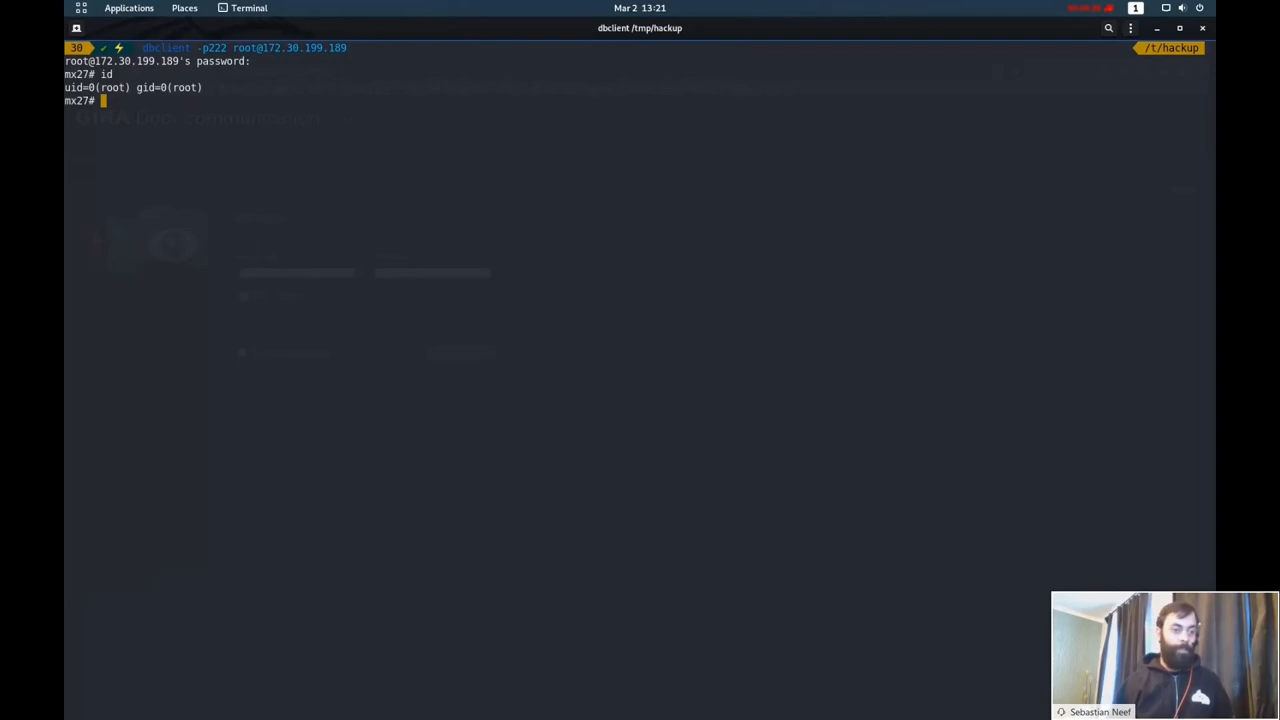 Applications Places Terminal Mar 2 13:21 1
dbclient /tmp/hackup
30 ✓ ⚡ dbclient -p222 root@172.30.199.189 /t/hackup
root@172.30.199.189's password:
mx27# id
uid=0(root) gid=0(root)
mx27#
Sebastian Neef